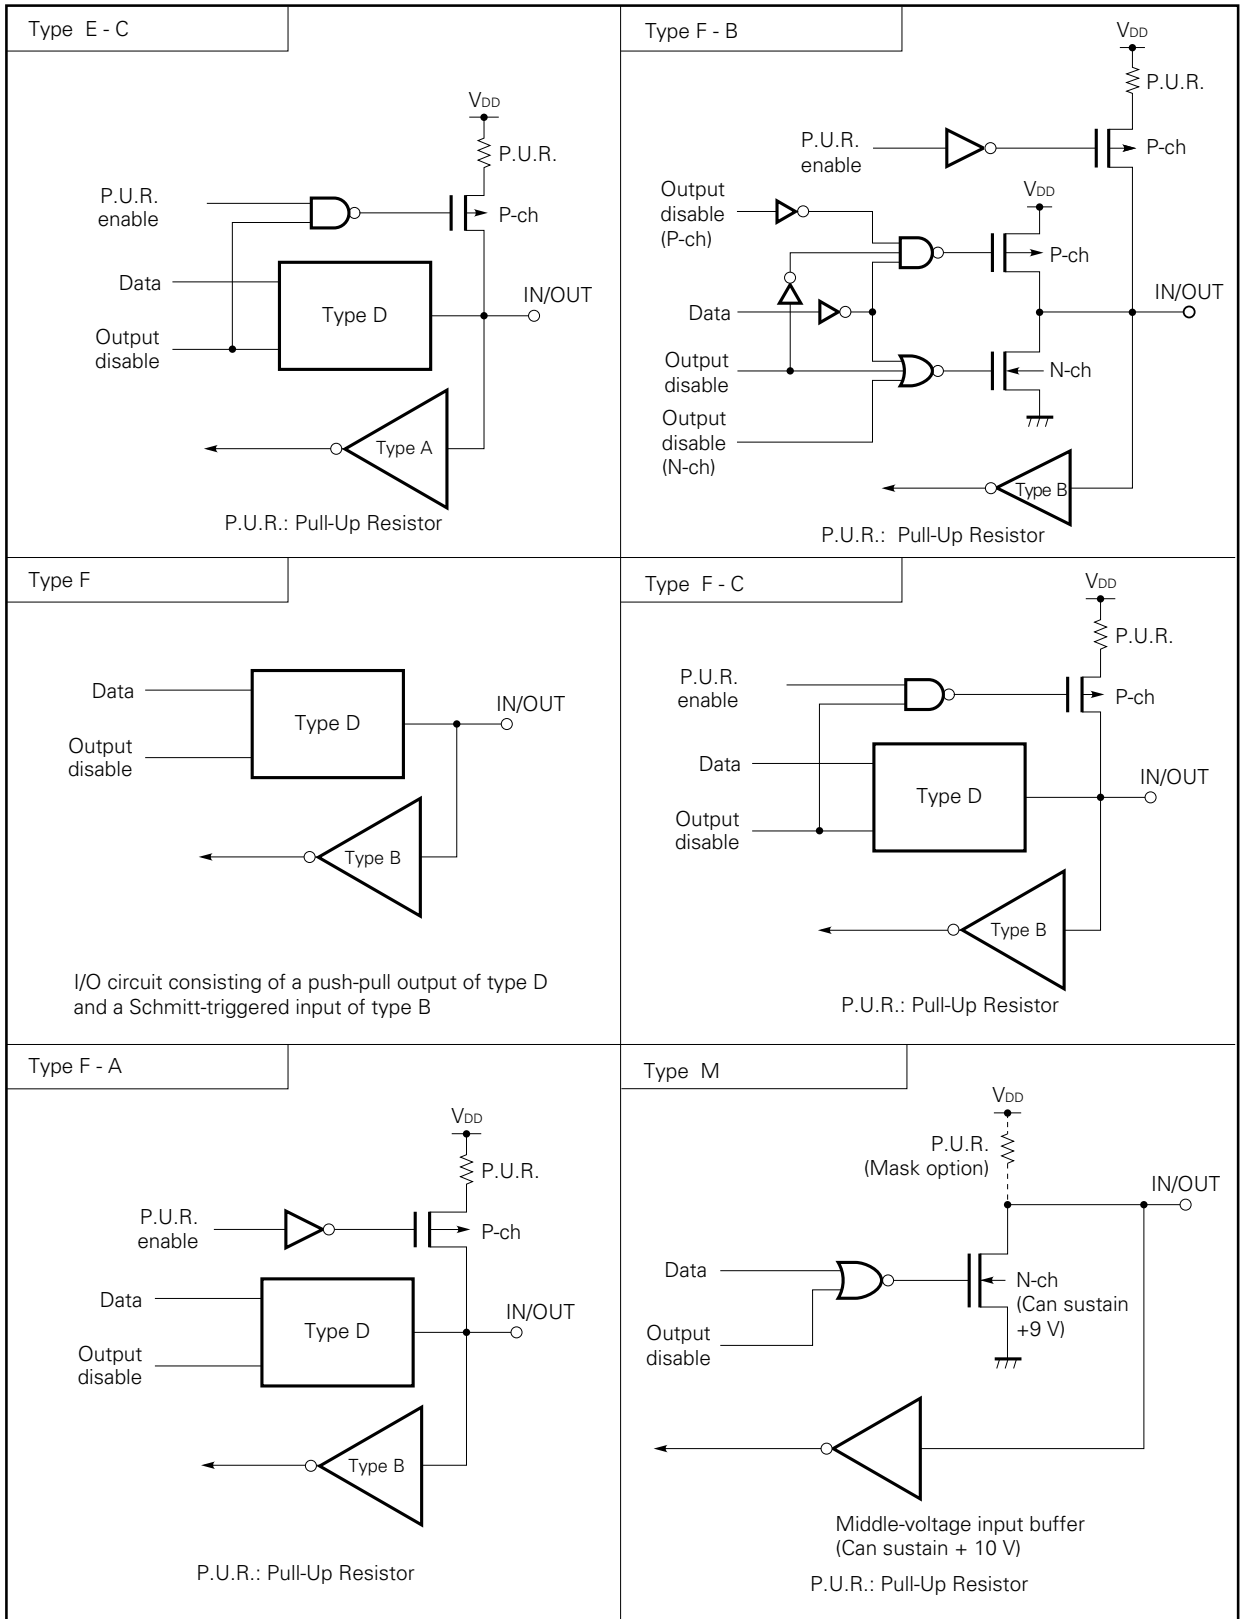 Type E - C
VDD
P.U.R.
P.U.R.
enable
P-ch
Data
Type D
IN/OUT
Output
disable
Type A
P.U.R.: Pull-Up Resistor
Type F - B
VDD
P.U.R.
P.U.R.
enable
P-ch
Output
disable
(P-ch)
VDD
P-ch
Data
IN/OUT
Output
disable
N-ch
Output
disable
(N-ch)
Type B
P.U.R.: Pull-Up Resistor
Type F
Data
Type D
IN/OUT
Output
disable
Type B
I/O circuit consisting of a push-pull output of type D
and a Schmitt-triggered input of type B
Type F - C
VDD
P.U.R.
P.U.R.
enable
P-ch
Data
Type D
IN/OUT
Output
disable
Type B
P.U.R.: Pull-Up Resistor
Type F - A
VDD
P.U.R.
P.U.R.
enable
P-ch
Data
Type D
IN/OUT
Output
disable
Type B
P.U.R.: Pull-Up Resistor
Type M
VDD
P.U.R.
(Mask option)
IN/OUT
Data
N-ch
(Can sustain
+9 V)
Output
disable
Middle-voltage input buffer
(Can sustain + 10 V)
P.U.R.: Pull-Up Resistor